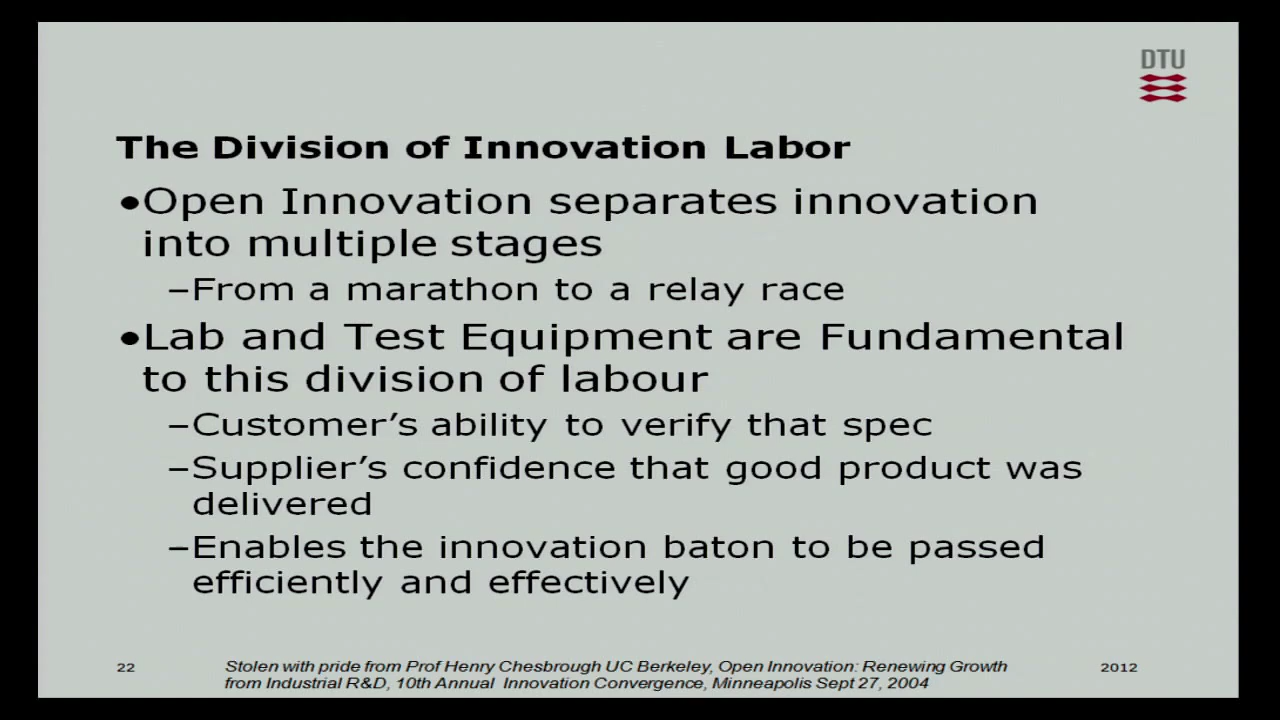 DTU
The Division of Innovation Labor
•Open Innovation separates innovation
into multiple stages
–From a marathon to a relay race
•Lab and Test Equipment are Fundamental
to this division of labour
–Customer’s ability to verify that spec
–Supplier’s confidence that good product was
delivered
–Enables the innovation baton to be passed
efficiently and effectively
22
Stolen with pride from Prof Henry Chesbrough UC Berkeley, Open Innovation: Renewing Growth
from Industrial R&D, 10th Annual Innovation Convergence, Minneapolis Sept 27, 2004
2012